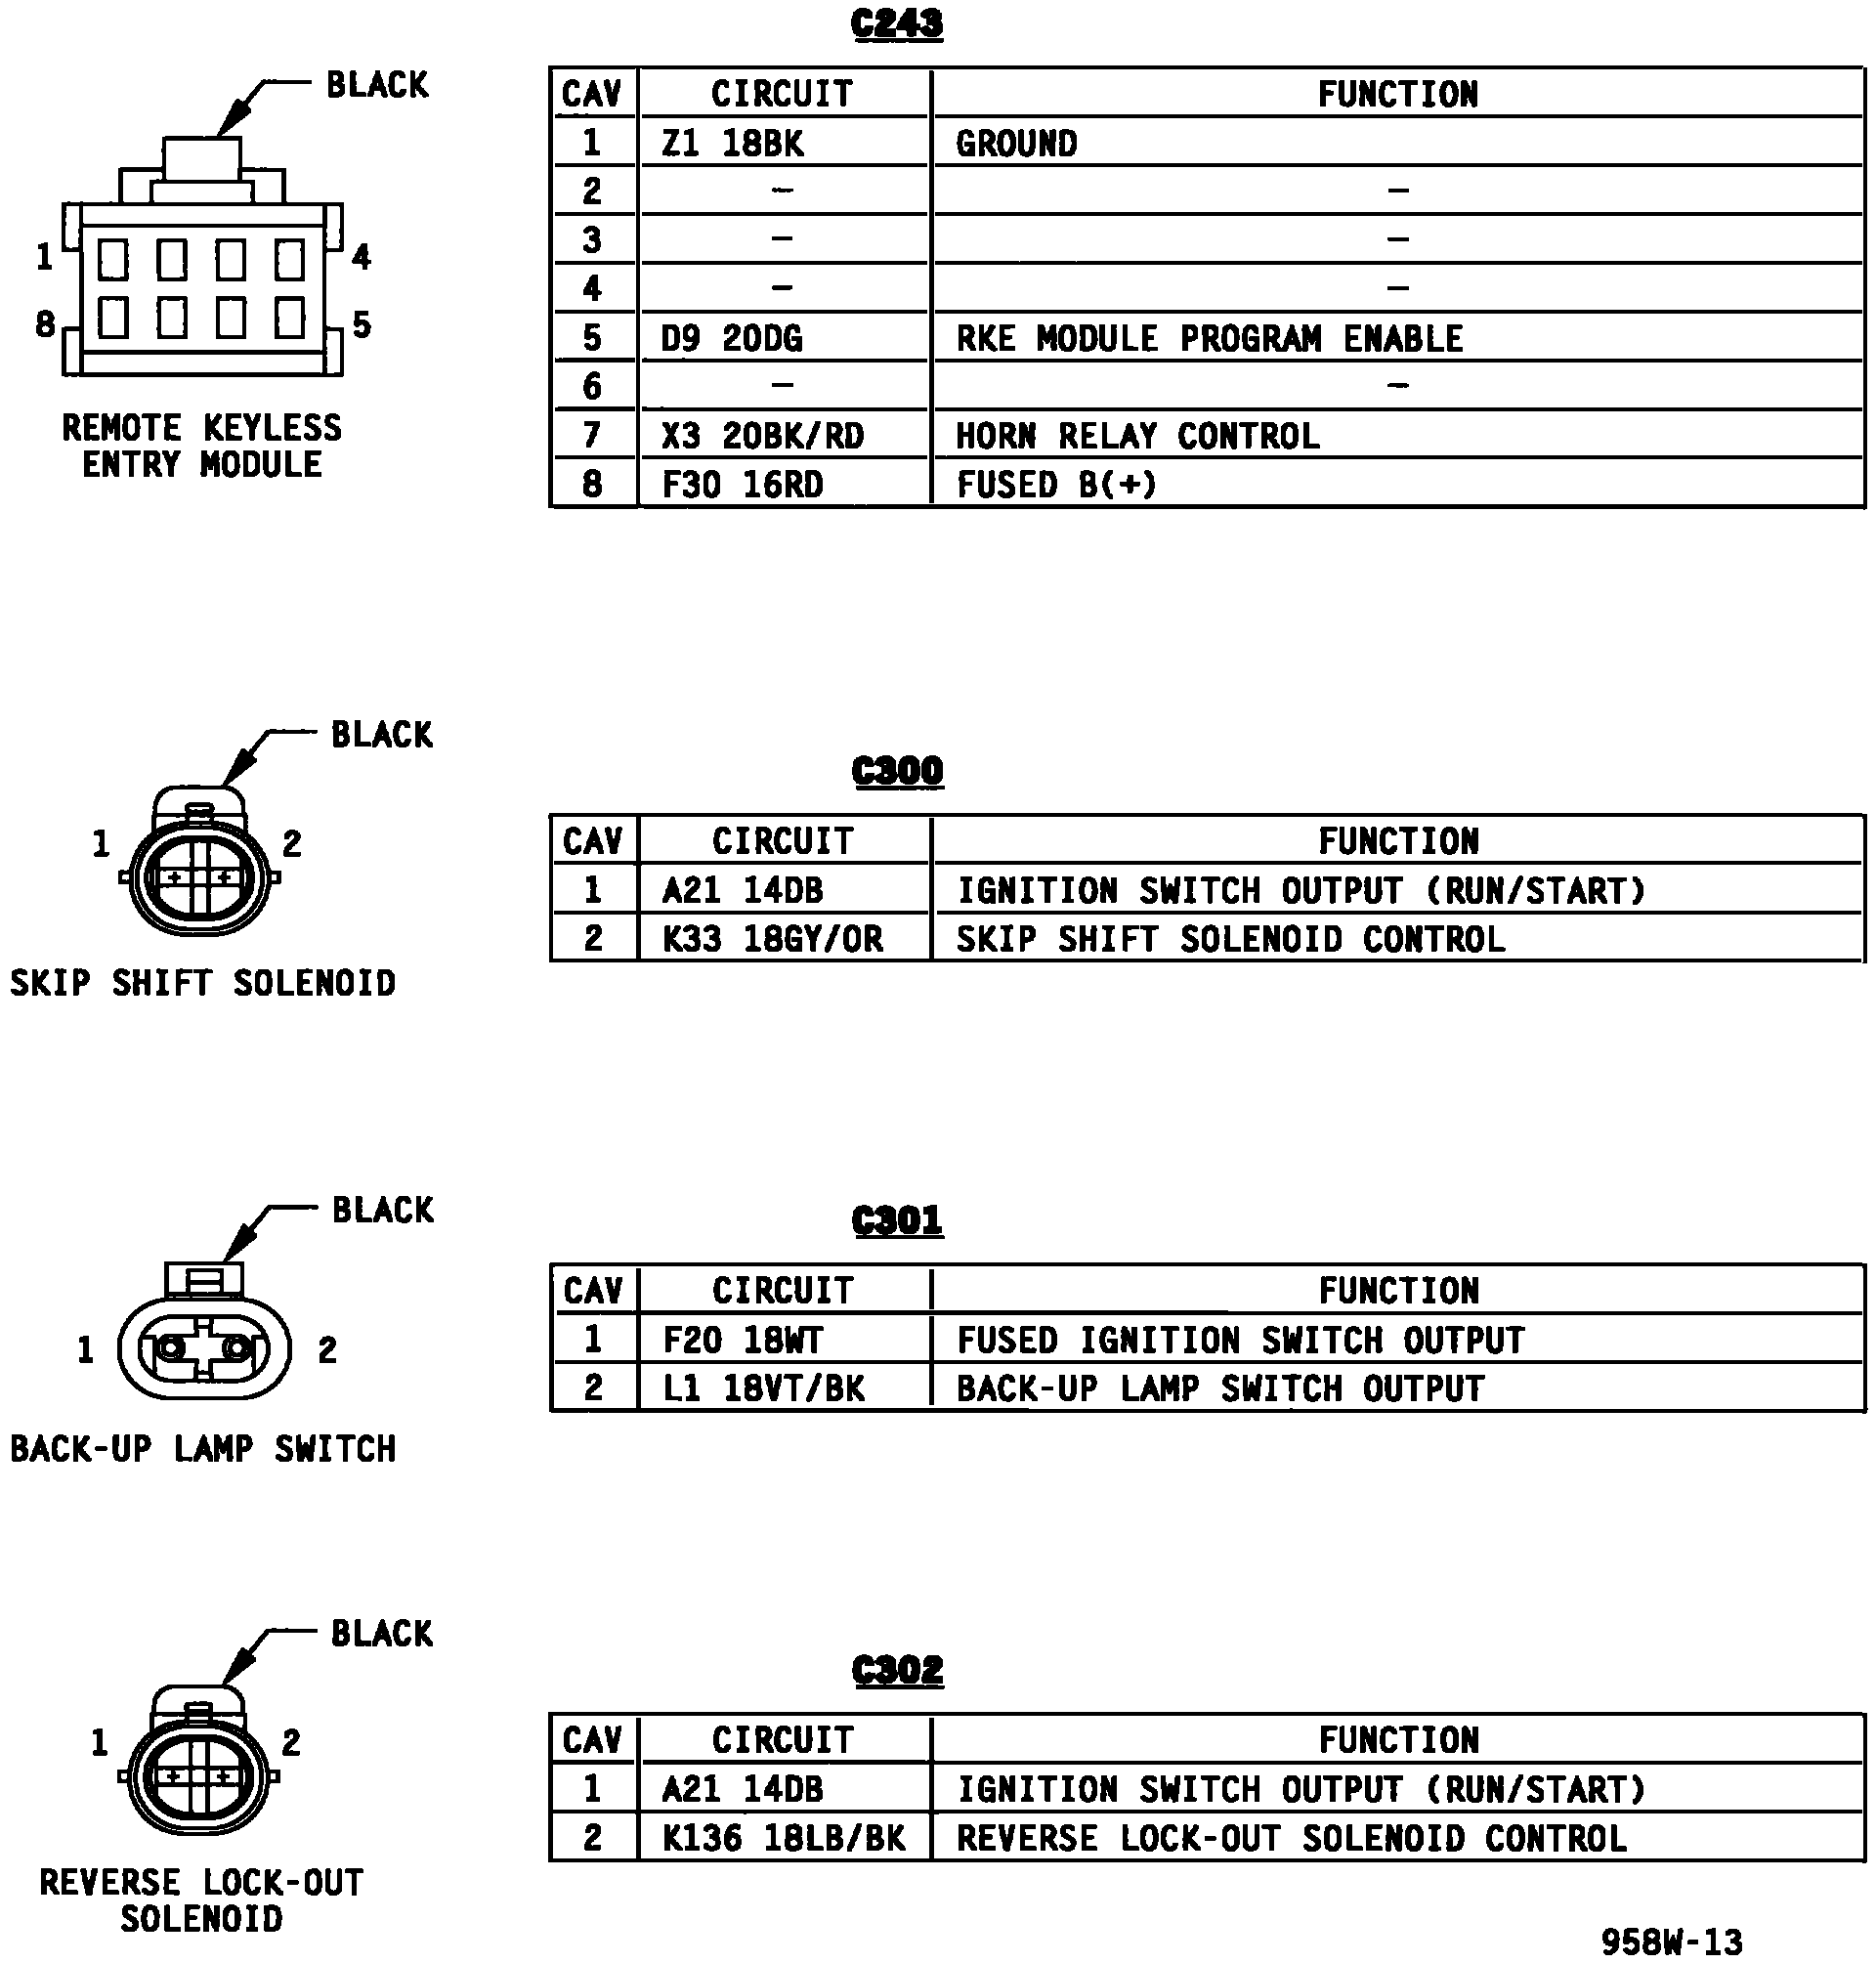 C243
BLACK
1
4
8
5
REMOTE KEYLESS
ENTRY MODULE
CAV CIRCUIT FUNCTION
1 Z1 18BK GROUND
2 – –
3 – –
4 – –
5 D9 20DG RKE MODULE PROGRAM ENABLE
6 – –
7 X3 20BK/RD HORN RELAY CONTROL
8 F30 16RD FUSED B(+)
BLACK
1
2
SKIP SHIFT SOLENOID
C300
CAV CIRCUIT FUNCTION
1 A21 14DB IGNITION SWITCH OUTPUT (RUN/START)
2 K33 18GY/OR SKIP SHIFT SOLENOID CONTROL
BLACK
1
2
BACK-UP LAMP SWITCH
C301
CAV CIRCUIT FUNCTION
1 F20 18WT FUSED IGNITION SWITCH OUTPUT
2 L1 18VT/BK BACK-UP LAMP SWITCH OUTPUT
BLACK
1
2
REVERSE LOCK-OUT
SOLENOID
C302
CAV CIRCUIT FUNCTION
1 A21 14DB IGNITION SWITCH OUTPUT (RUN/START)
2 K136 18LB/BK REVERSE LOCK-OUT SOLENOID CONTROL
958W-13